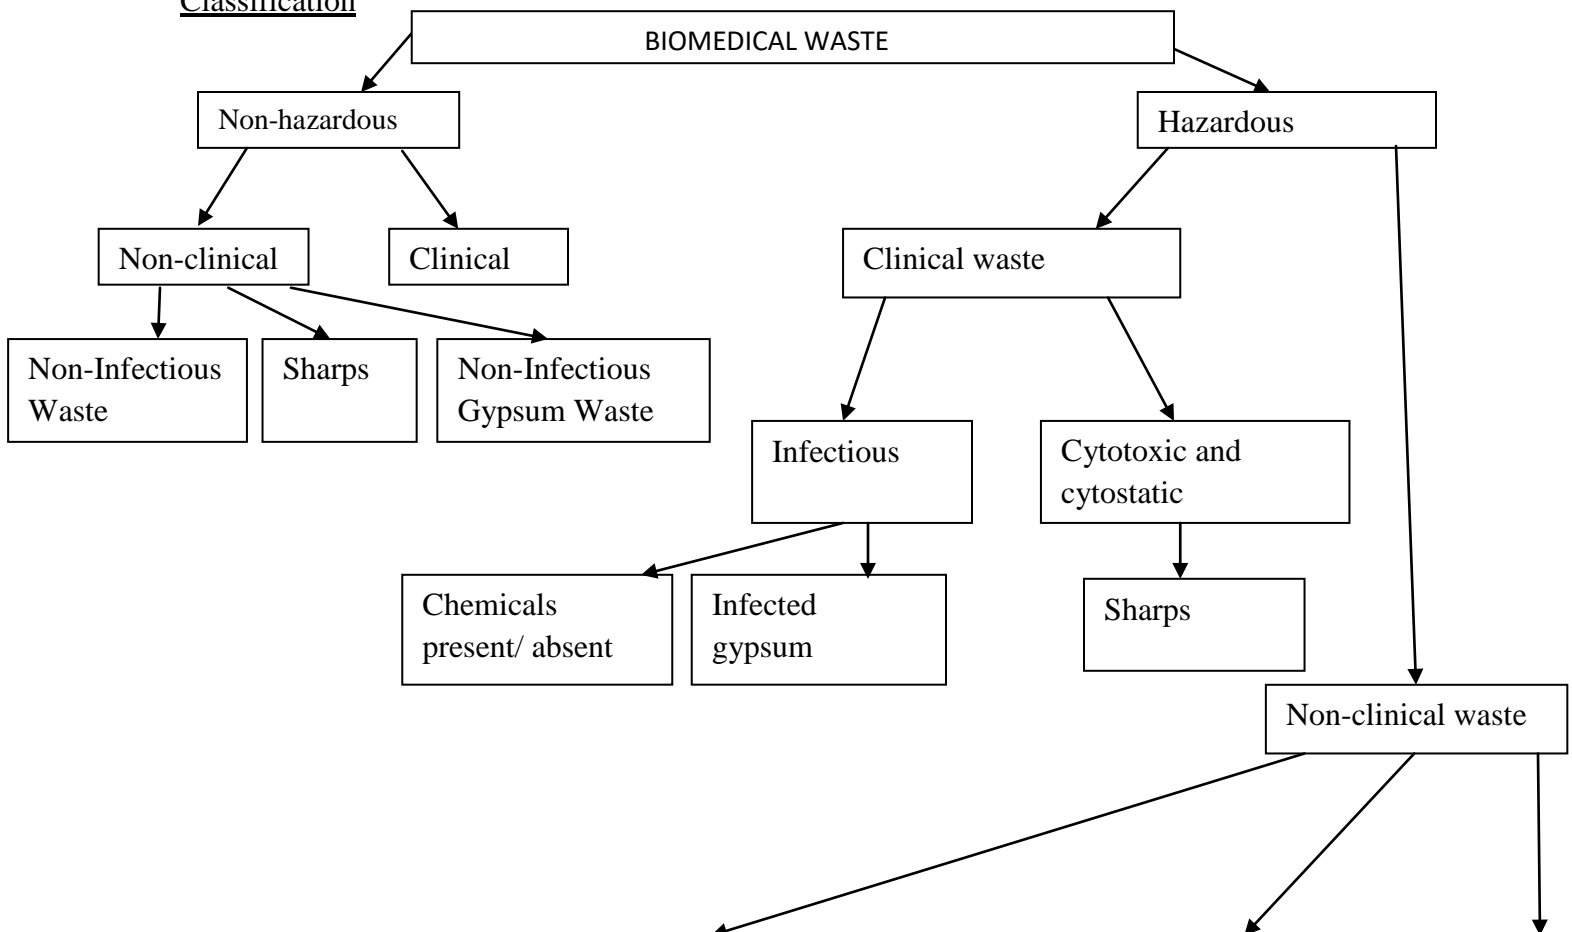 Classification
BIOMEDICAL WASTE
Non-hazardous
Hazardous
Non-clinical
Clinical
Clinical waste
Non-Infectious
Waste
Sharps
Non-Infectious
Gypsum Waste
Infectious
Cytotoxic and
cytostatic
Chemicals
present/ absent
Infected
gypsum
Sharps
Non-clinical waste